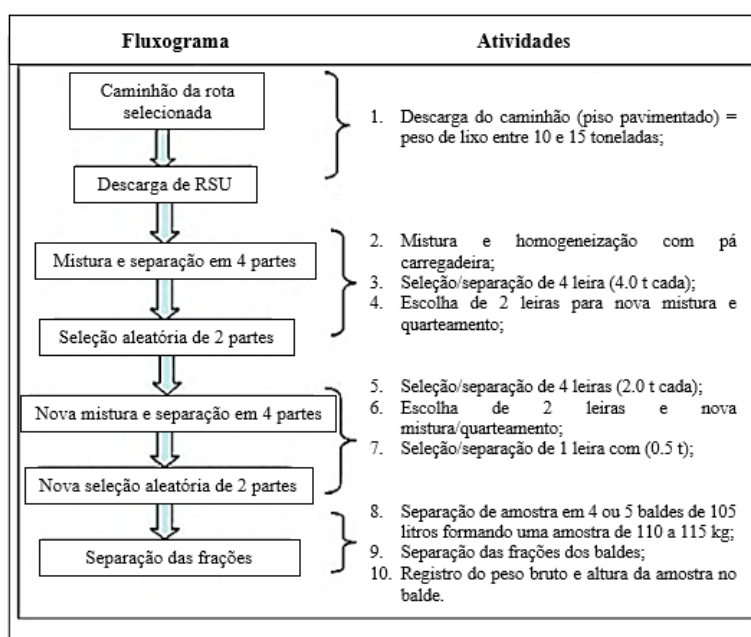 Fluxograma
Atividades
Caminhão da rota
selecionada
Descarga de RSU
1. Descarga do caminhão (piso pavimentado) =
peso de lixo entre 10 e 15 toneladas;
Mistura e separação em 4 partes
Seleção aleatória de 2 partes
2. Mistura e homogeneização com pá
carregadeira;
3. Seleção/separação de 4 leira (4.0 t cada);
4. Escolha de 2 leiras para nova mistura e
quarteamento;
Nova mistura e separação em 4 partes
Nova seleção aleatória de 2 partes
5. Seleção/separação de 4 leiras (2.0 t cada);
6. Escolha de 2 leiras e nova
mistura/quarteamento;
7. Seleção/separação de 1 leira com (0.5 t);
Separação das frações
8. Separação de amostra em 4 ou 5 baldes de 105
litros formando uma amostra de 110 a 115 kg;
9. Separação das frações dos baldes;
10. Registro do peso bruto e altura da amostra no
balde.